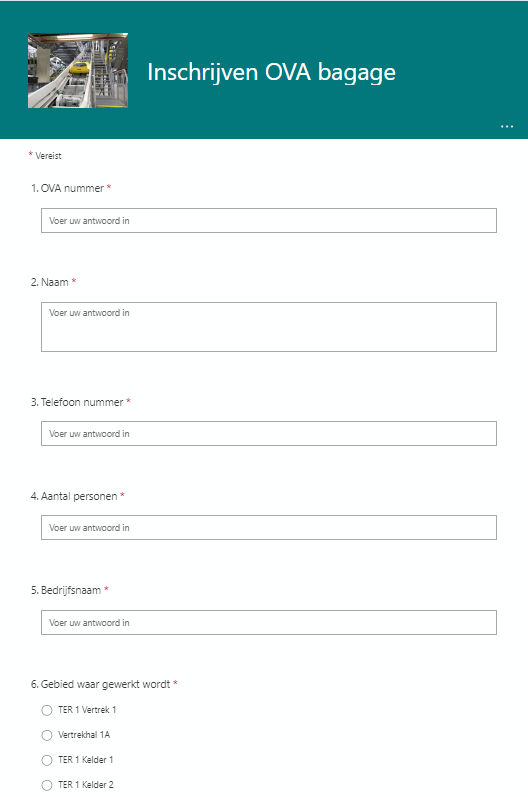 Inschrijven OVA bagage
...
* Vereist
1. OVA nummer *
Voer uw antwoord in
2. Naam *
Voer uw antwoord in
3. Telefoon nummer *
Voer uw antwoord in
4. Aantal personen *
Voer uw antwoord in
5. Bedrijfsnaam *
Voer uw antwoord in
6. Gebied waar gewerkt wordt *
TER 1 Vertrek 1
Vertrekhal 1A
TER 1 Kelder 1
TER 1 Kelder 2